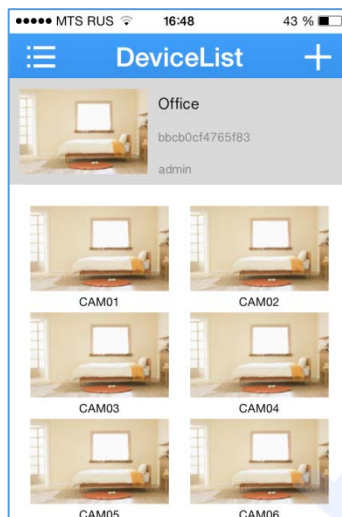 MTS RUS 16:48 43 %
DeviceList
Office
bbcb0cf4765f83
admin
CAM01 CAM02
CAM03 CAM04
CAM05 CAM06